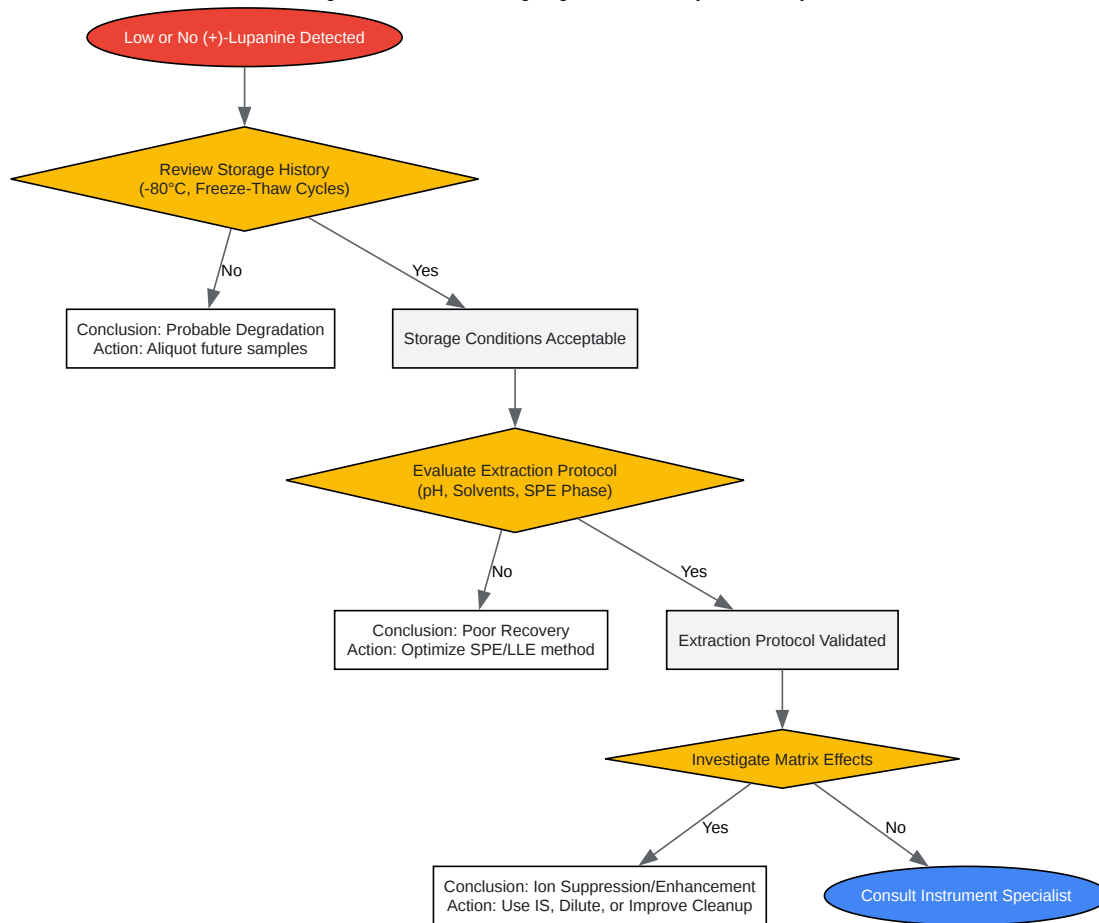 Low or No (+)-Lupanine Detected
Review Storage History
(-80°C, Freeze-Thaw Cycles)
No
Yes
Conclusion: Probable Degradation
Action: Aliquot future samples
Storage Conditions Acceptable
Evaluate Extraction Protocol
(pH, Solvents, SPE Phase)
No
Yes
Conclusion: Poor Recovery
Action: Optimize SPE/LLE method
Extraction Protocol Validated
Investigate Matrix Effects
Yes
No
Conclusion: Ion Suppression/Enhancement
Action: Use IS, Dilute, or Improve Cleanup
Consult Instrument Specialist